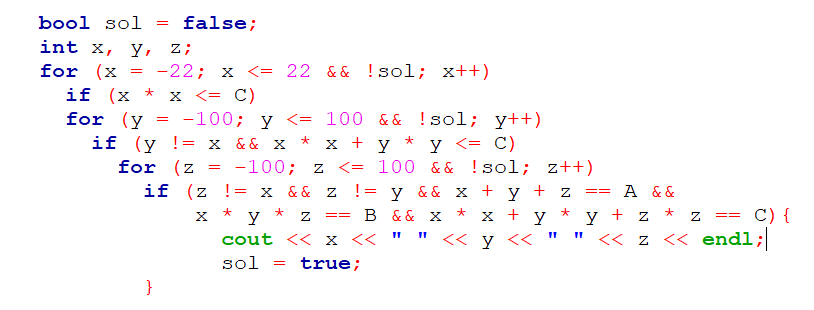 bool sol = false;
int x, y, z;
for (x = -22; x <= 22 && !sol; x++)
if (x * x <= C)
for (y = -100; y <= 100 && !sol; y++)
if (y != x && x * x + y * y <= C)
for (z = -100; z <= 100 && !sol; z++)
if (z != x && z != y && x + y + z == A &&
x * y * z == B && x * x + y * y + z * z == C){
cout << x << " " << y << " " << z << endl;
sol = true;
}